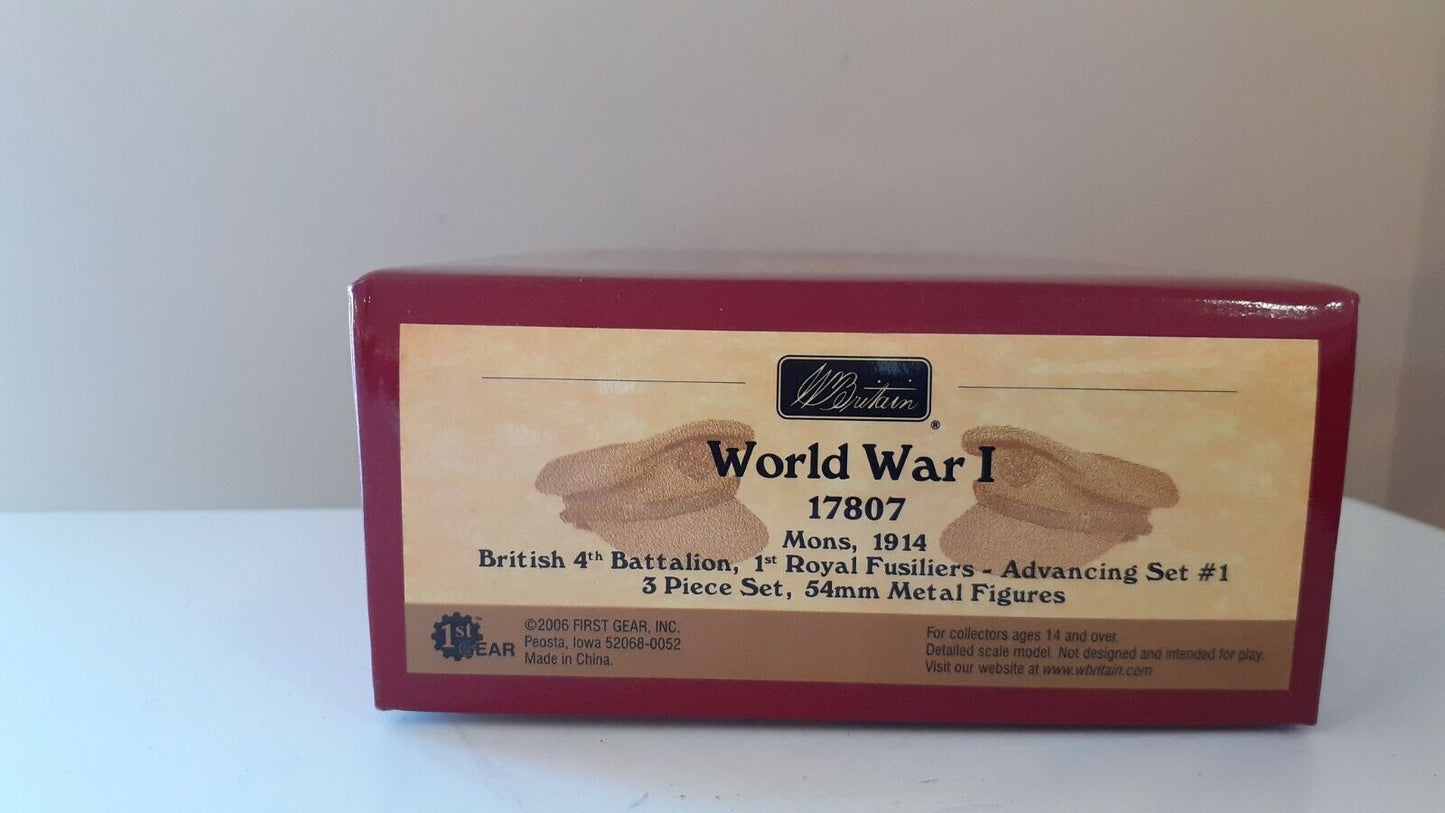 WBritain ®
World War I
17807
Mons, 1914
British 4th Battalion, 1st Royal Fusiliers - Advancing Set #1
3 Piece Set, 54mm Metal Figures
1st GEAR ™
©2006 FIRST GEAR, INC.
Peosta, Iowa 52068-0052
Made in China.
For collectors ages 14 and over.
Detailed scale model. Not designed and intended for play.
Visit our website at www.wbritain.com